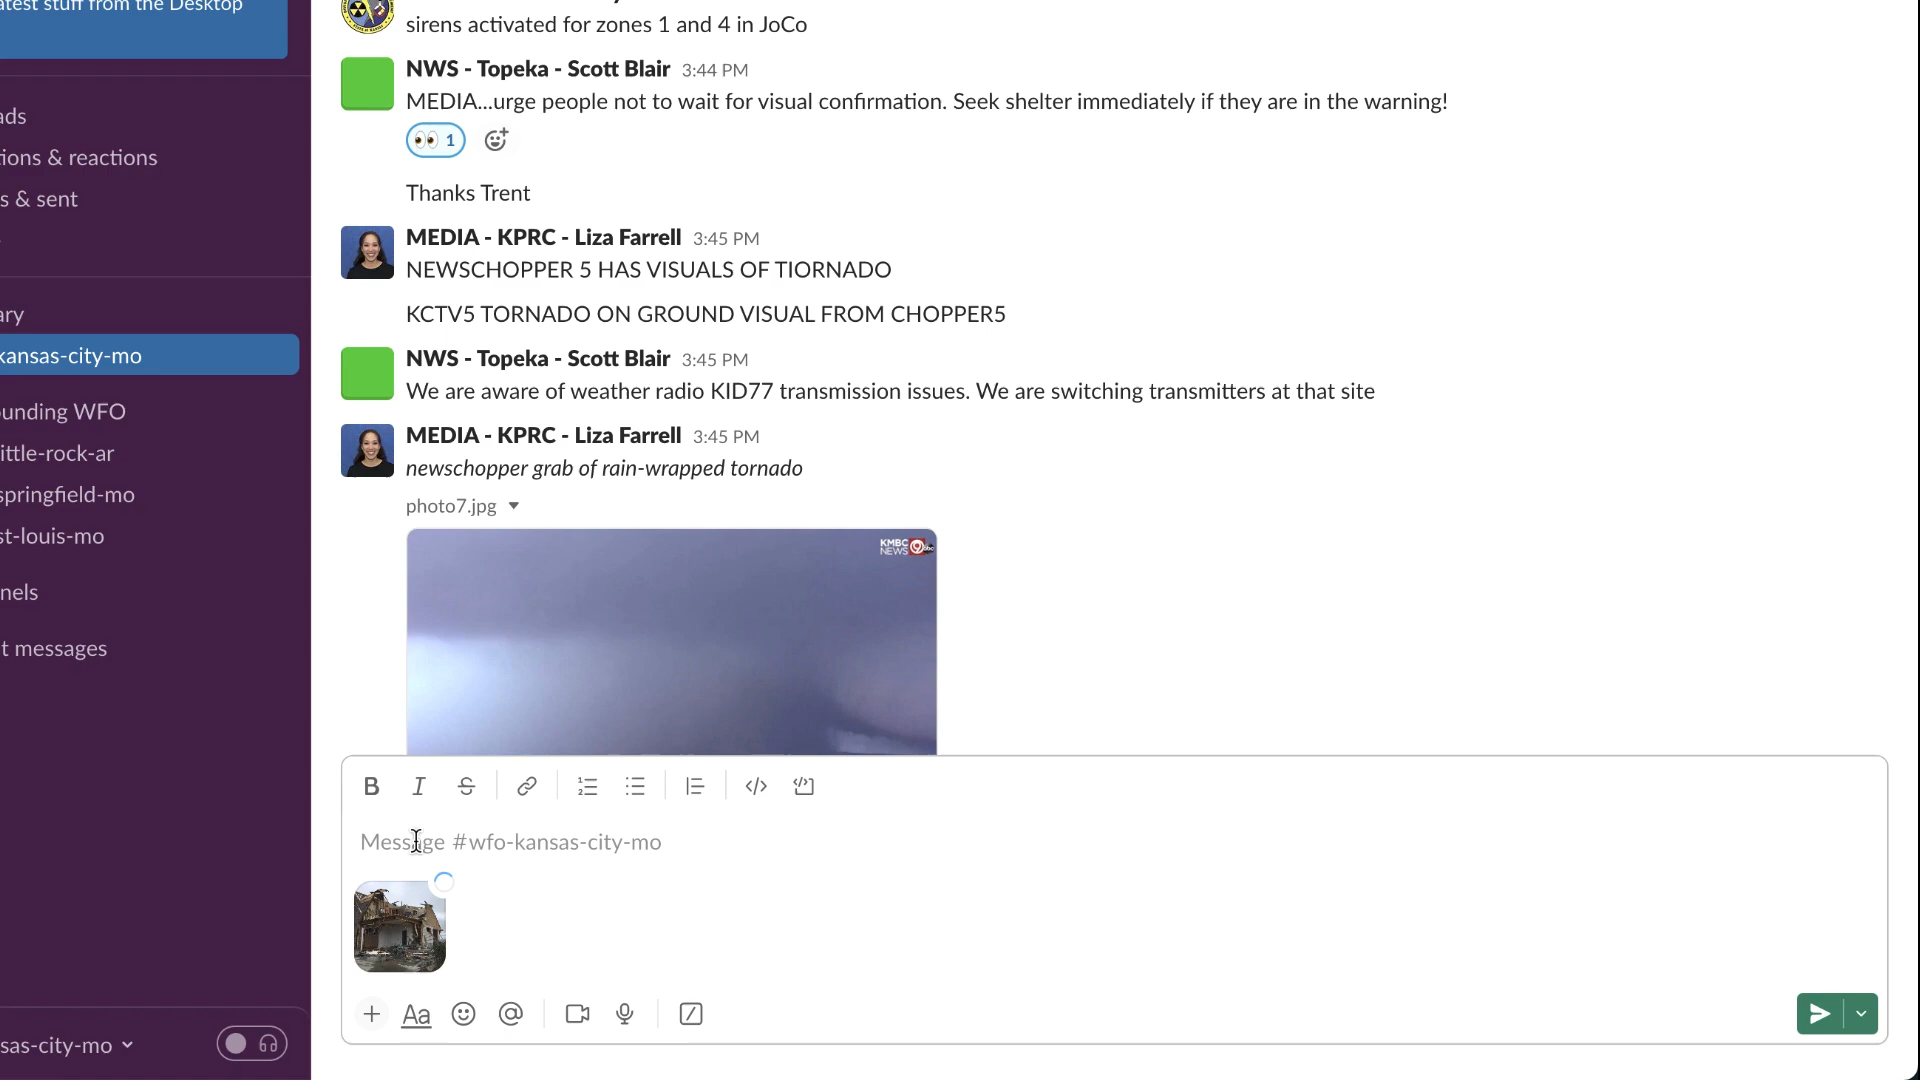 atest stuff from the Desktop
ads
tions & reactions
s & sent
ary
kansas-city-mo
ounding WFO
ittle-rock-ar
springfield-mo
st-louis-mo
nels
t messages
sas-city-mo
sirens activated for zones 1 and 4 in JoCo
NWS - Topeka - Scott Blair 3:44 PM
MEDIA...urge people not to wait for visual confirmation. Seek shelter immediately if they are in the warning!
1
Thanks Trent
MEDIA - KPRC - Liza Farrell 3:45 PM
NEWSCHOPPER 5 HAS VISUALS OF TIORNADO
KCTV5 TORNADO ON GROUND VISUAL FROM CHOPPER5
NWS - Topeka - Scott Blair 3:45 PM
We are aware of weather radio KID77 transmission issues. We are switching transmitters at that site
MEDIA - KPRC - Liza Farrell 3:45 PM
newschopper grab of rain-wrapped tornado
photo7.jpg
KMBC
NEWS 9 abc
B I S
Message #wfo-kansas-city-mo
Aa